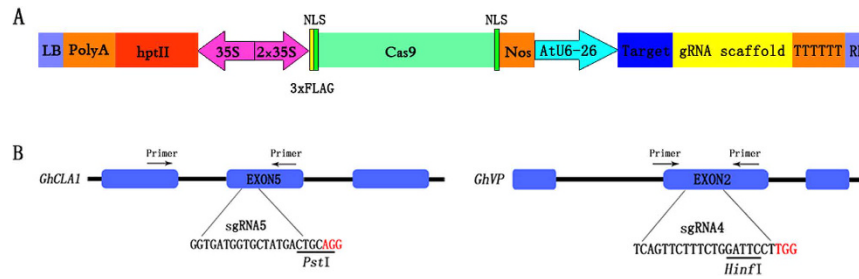 A
NLS NLS
LB PolyA hptII 35S 2x35S Cas9 Nos AtU6-26 Target gRNA scaffold TTTTTT
3xFLAG
B
Primer Primer Primer
GhCLA1 EXON5 GhVP EXON2
sgRNA5 sgRNA4
GGTGATGGTGCTATGACTGCAGG TCAGTTCTTTCTGGATTCCTTGG
PstI HinfI